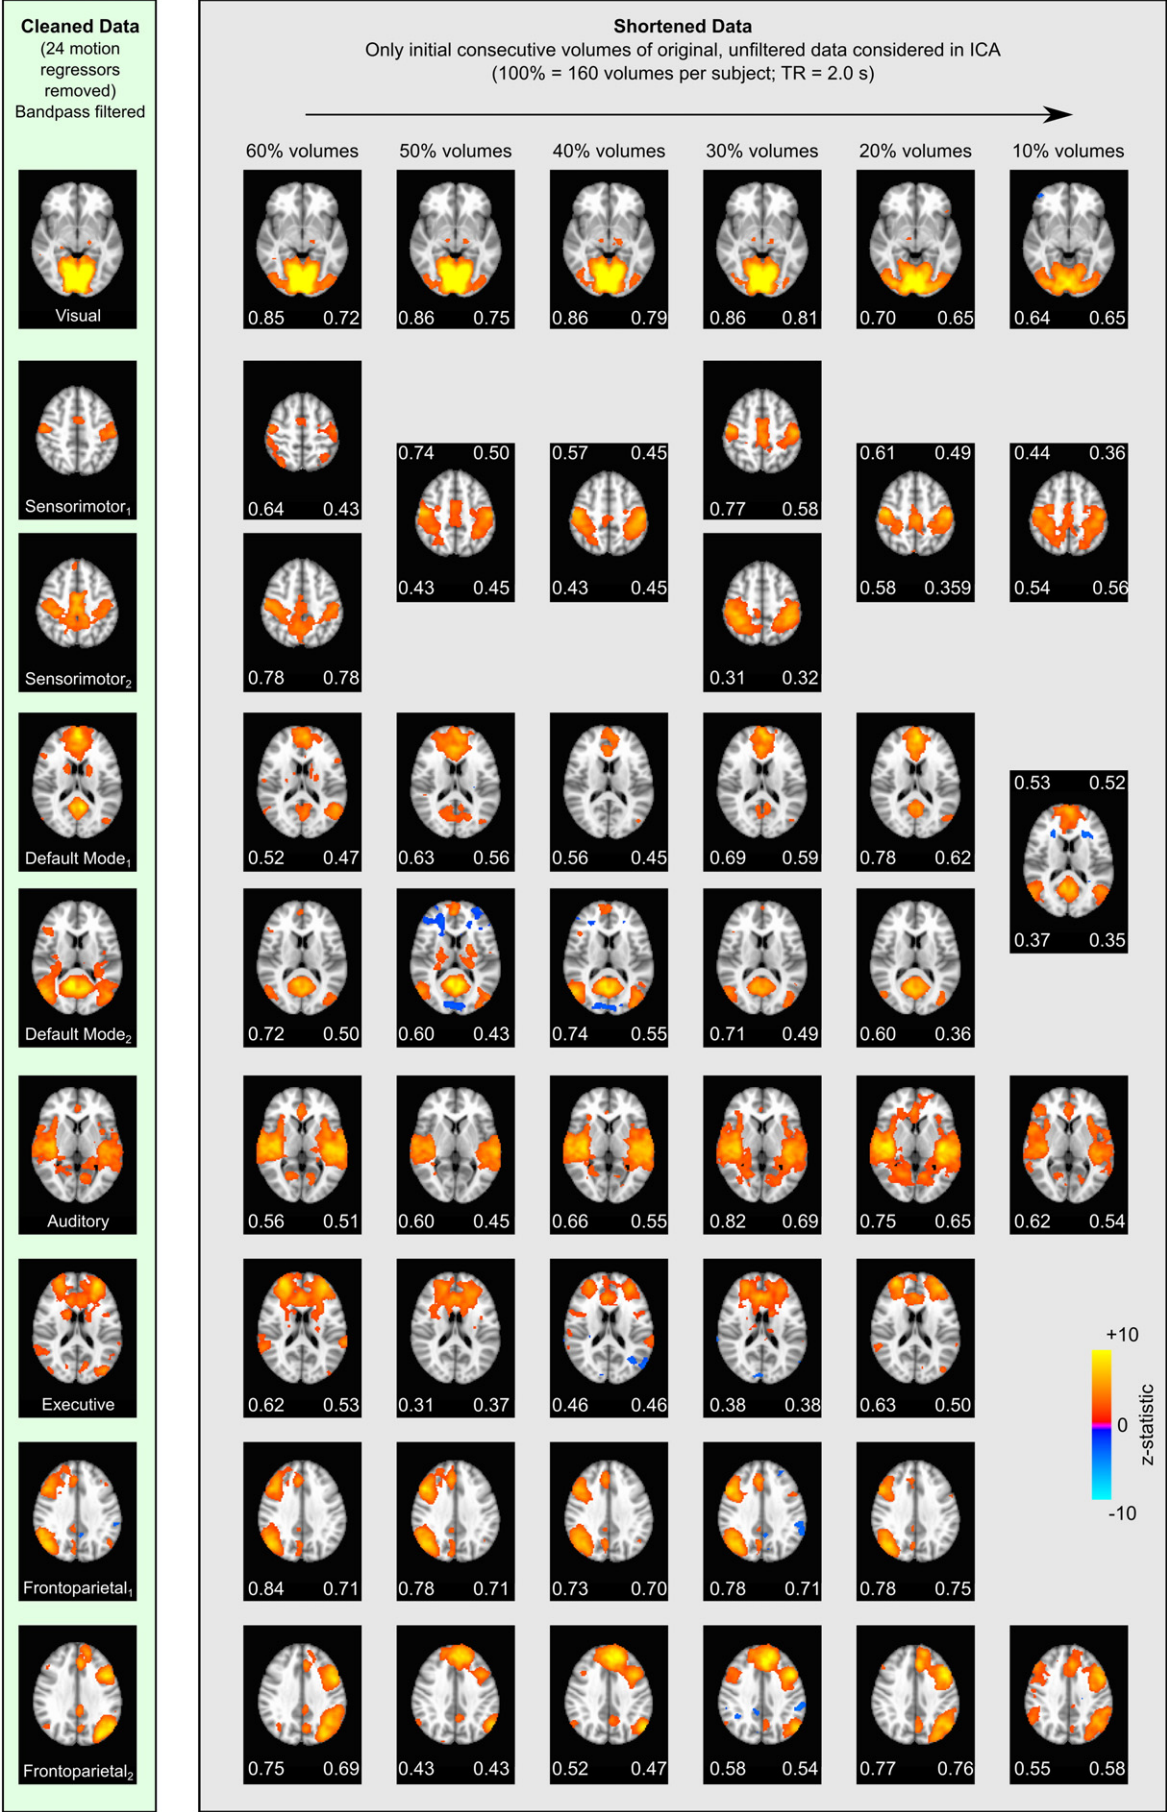 Cleaned Data
(24 motion
regressors
removed)
Bandpass filtered
Shortened Data
Only initial consecutive volumes of original, unfiltered data considered in ICA
(100% = 160 volumes per subject; TR = 2.0 s)
60% volumes 50% volumes 40% volumes 30% volumes 20% volumes 10% volumes
Visual
0.85 0.72 0.86 0.75 0.86 0.79 0.86 0.81 0.70 0.65 0.64 0.65
0.74 0.50 0.57 0.45 0.61 0.49 0.44 0.36
Sensorimotor1
0.64 0.43 0.77 0.58
0.43 0.45 0.43 0.45 0.58 0.359 0.54 0.56
Sensorimotor2
0.78 0.78 0.31 0.32
0.53 0.52
Default Mode1
0.52 0.47 0.63 0.56 0.56 0.45 0.69 0.59 0.78 0.62
0.37 0.35
Default Mode2
0.72 0.50 0.60 0.43 0.74 0.55 0.71 0.49 0.60 0.36
Auditory
0.56 0.51 0.60 0.45 0.66 0.55 0.82 0.69 0.75 0.65 0.62 0.54
Executive
0.62 0.53 0.31 0.37 0.46 0.46 0.38 0.38 0.63 0.50
+10
0
-10
z-statistic
Frontoparietal1
0.84 0.71 0.78 0.71 0.73 0.70 0.78 0.71 0.78 0.75
Frontoparietal2
0.75 0.69 0.43 0.43 0.52 0.47 0.58 0.54 0.77 0.76 0.55 0.58